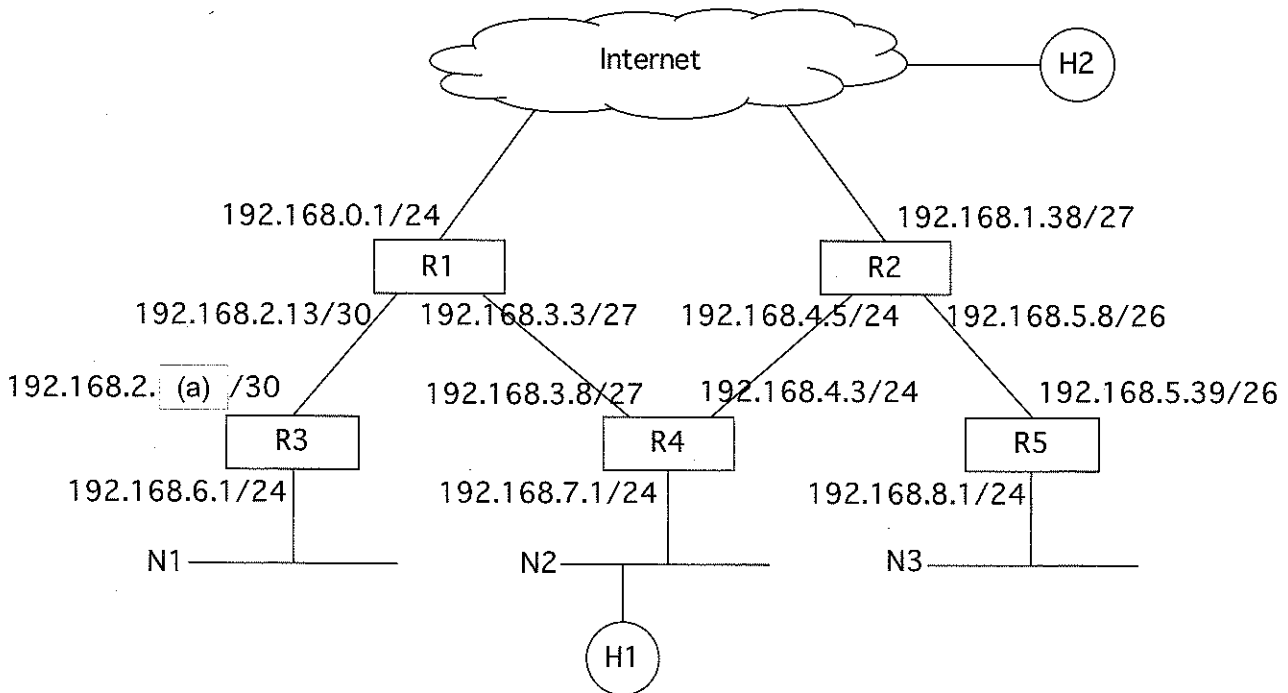 Internet
H2
192.168.0.1/24
192.168.1.38/27
R1
R2
192.168.2.13/30
192.168.3.3/27
192.168.4.5/24
192.168.5.8/26
192.168.2. (a) /30
192.168.3.8/27
192.168.4.3/24
192.168.5.39/26
R3
R4
R5
192.168.6.1/24
192.168.7.1/24
192.168.8.1/24
N1
N2
N3
H1